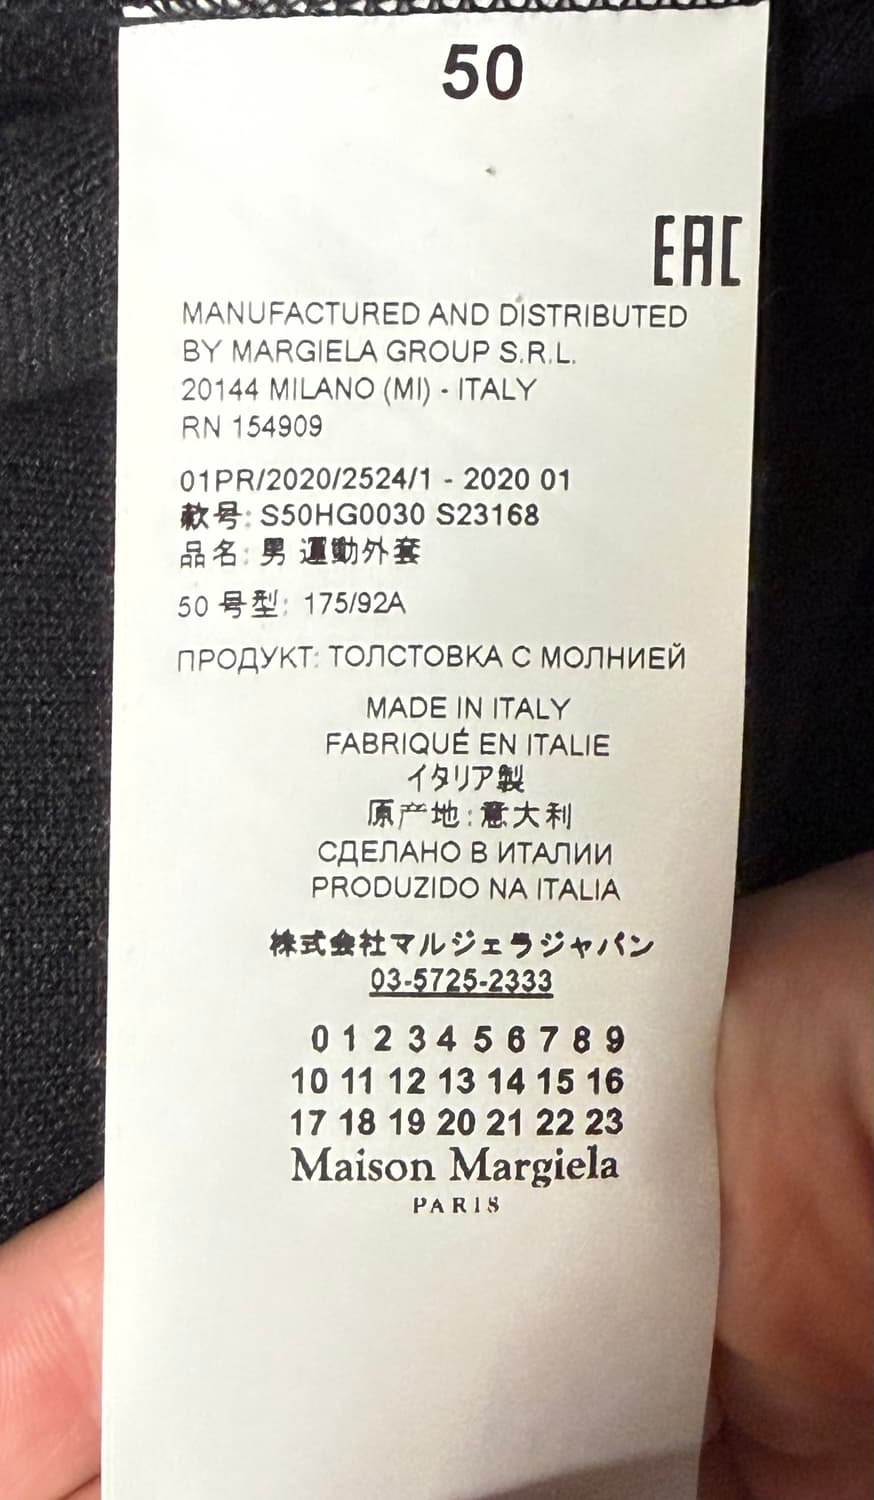 50
EAC
MANUFACTURED AND DISTRIBUTED
BY MARGIELA GROUP S.R.L.
20144 MILANO (MI) - ITALY
RN 154909
01PR/2020/2524/1 - 2020 01
款号: S50HG0030 S23168
品名: 男 運動外套
50 号型: 175/92A
ПРОДУКТ: ТОЛСТОВКА С МОЛНИЕЙ
MADE IN ITALY
FABRIQUÉ EN ITALIE
イタリア製
原产地: 意大利
СДЕЛАНО В ИТАЛИИ
PRODUZIDO NA ITALIA
株式会社マルジェラジャパン
03-5725-2333
0 1 2 3 4 5 6 7 8 9
10 11 12 13 14 15 16
17 18 19 20 21 22 23
Maison Margiela
PARIS